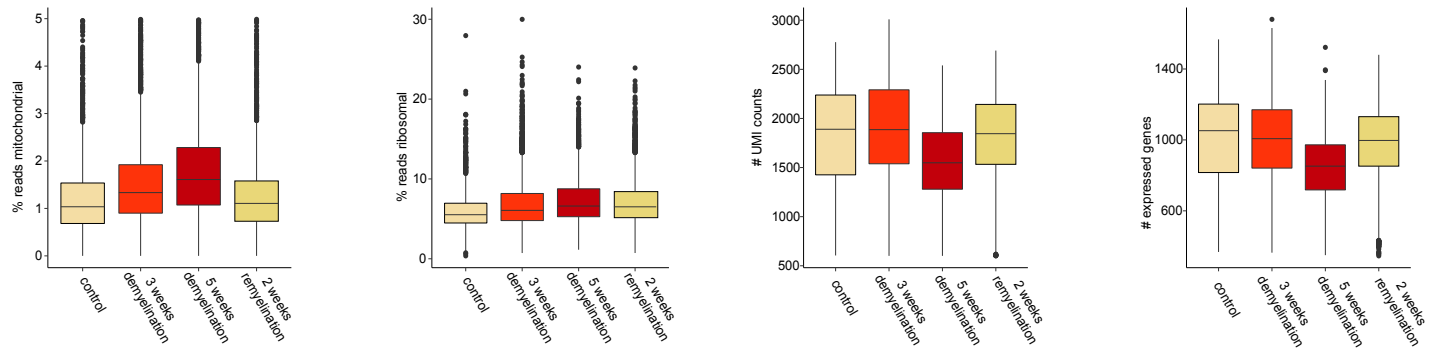 % reads mitochondrial
5
4
3
2
1
0
control
3 weeks
demyelination
5 weeks
demyelination
2 weeks
remyelination
% reads ribosomal
30
20
10
0
control
3 weeks
demyelination
5 weeks
demyelination
2 weeks
remyelination
# UMI counts
3000
2500
2000
1500
1000
500
control
3 weeks
demyelination
5 weeks
demyelination
2 weeks
remyelination
# expressed genes
1400
1000
600
control
3 weeks
demyelination
5 weeks
demyelination
2 weeks
remyelination